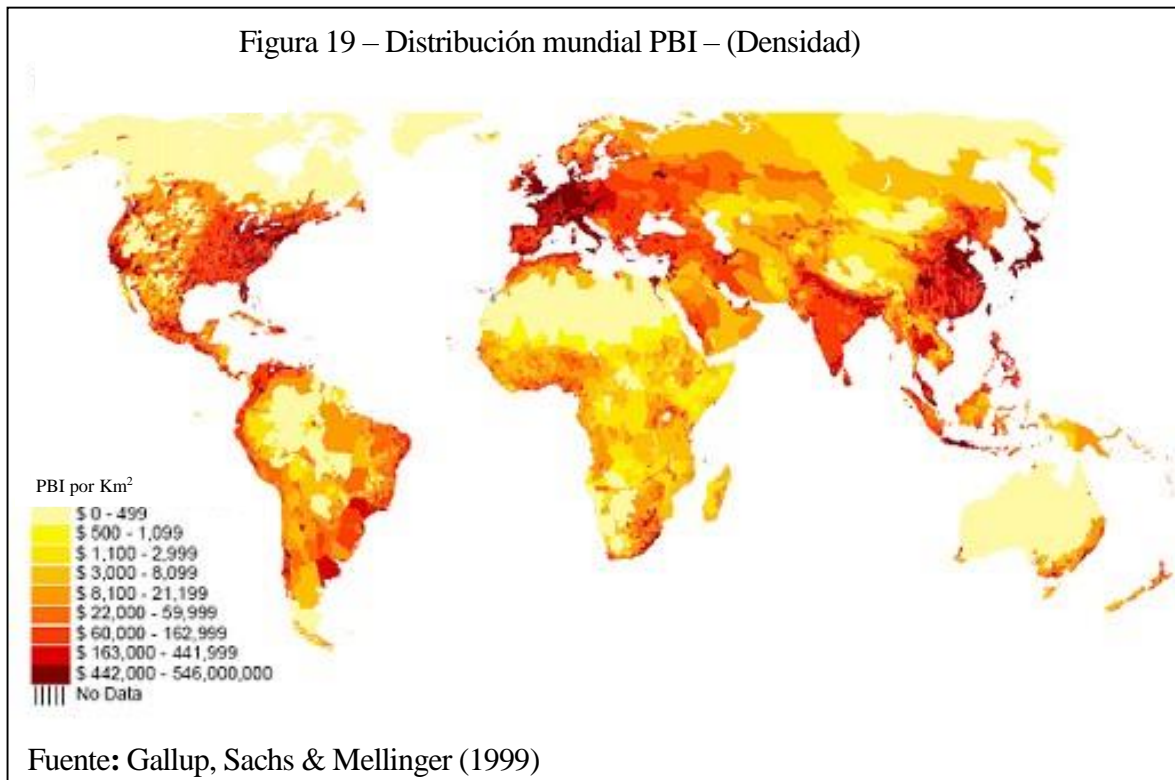 Figura 19 – Distribución mundial PBI – (Densidad)
PBI por Km²
$ 0 - 499
$ 500 - 1,099
$ 1,100 - 2,999
$ 3,000 - 8,099
$ 8,100 - 21,199
$ 22,000 - 59,999
$ 60,000 - 162,999
$ 163,000 - 441,999
$ 442,000 - 546,000,000
No Data
Fuente: Gallup, Sachs & Mellinger (1999)